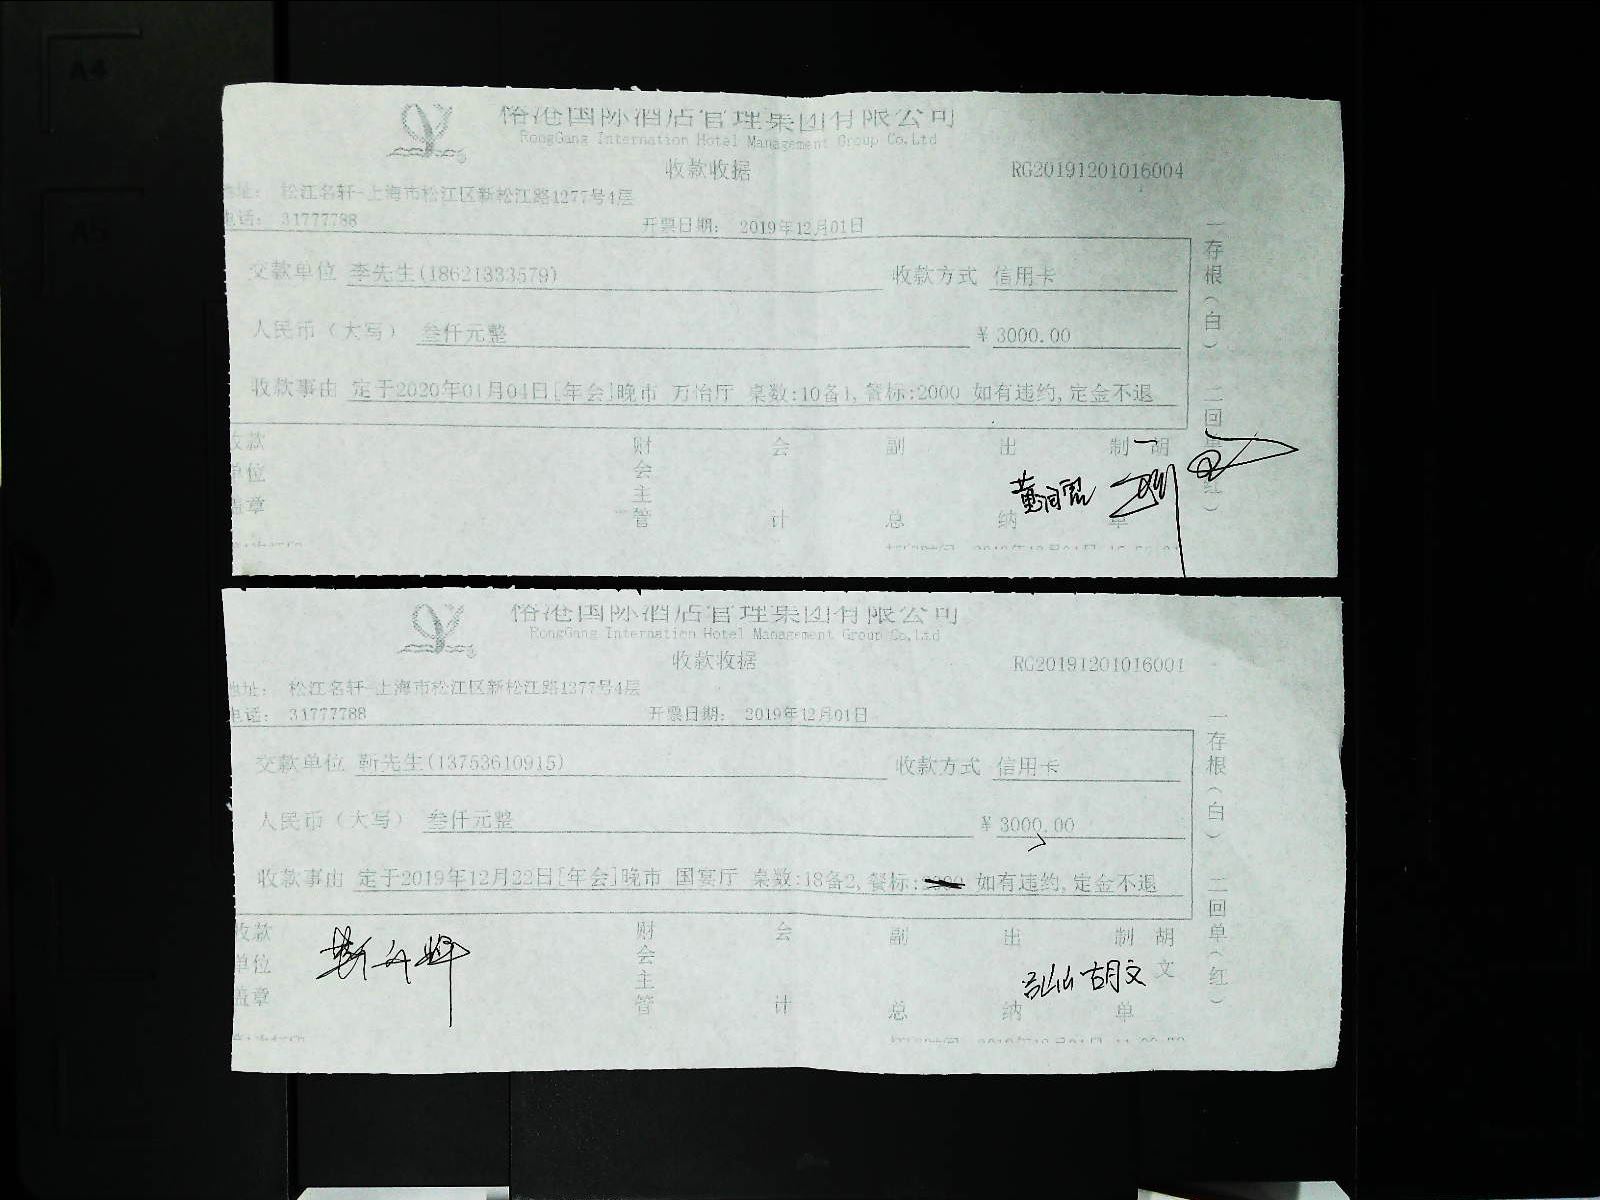 A4
A5
港国际酒店管理集团有限公司
RongGang Internation Hotel Management Group Co,Ltd
收款收据
RG20191201016004
地址： 松江名轩-上海市松江区新松江路1277号4层
电话： 31777788
开票日期： 2019年12月01日
交款单位 李先生(18621333579)
收款方式 信用卡
人民币（大写） 叁仟元整
￥3000.00
收款事由 定于2020年01月04日[年会]晚市 万怡厅 桌数:10备1,餐标:2000 如有违约,定金不退
收款单位盖章
财会主管
会计
副总
出纳
制单
胡
一存根（白）
二回单（红）
港国际酒店管理集团有限公司
RongGang Internation Hotel Management Group Co,Ltd
收款收据
RG20191201016001
地址： 松江名轩-上海市松江区新松江路1377号4层
电话： 31777788
开票日期： 2019年12月01日
交款单位 靳先生(13753610915)
收款方式 信用卡
人民币（大写） 叁仟元整
￥3000.00
收款事由 定于2019年12月22日[年会]晚市 国宴厅 桌数:18备2,餐标: 如有违约,定金不退
收款单位盖章
财会主管
会计
副总
出纳
制单
胡文
胡文
一存根（白）
二回单（红）